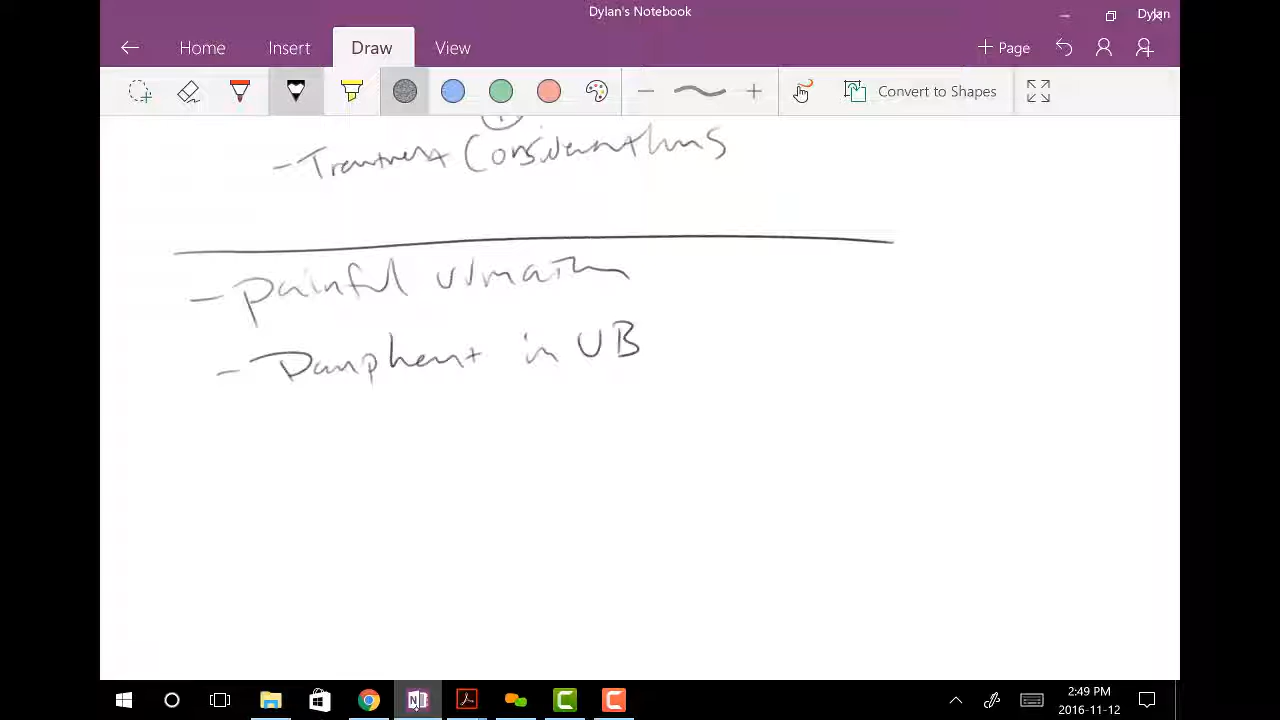 Dylan's Notebook
Dylan
Home Insert Draw View
+ Page
Convert to Shapes
- Treatment Considerations
- Painful urination
- in UB
2:49 PM
2016-11-12